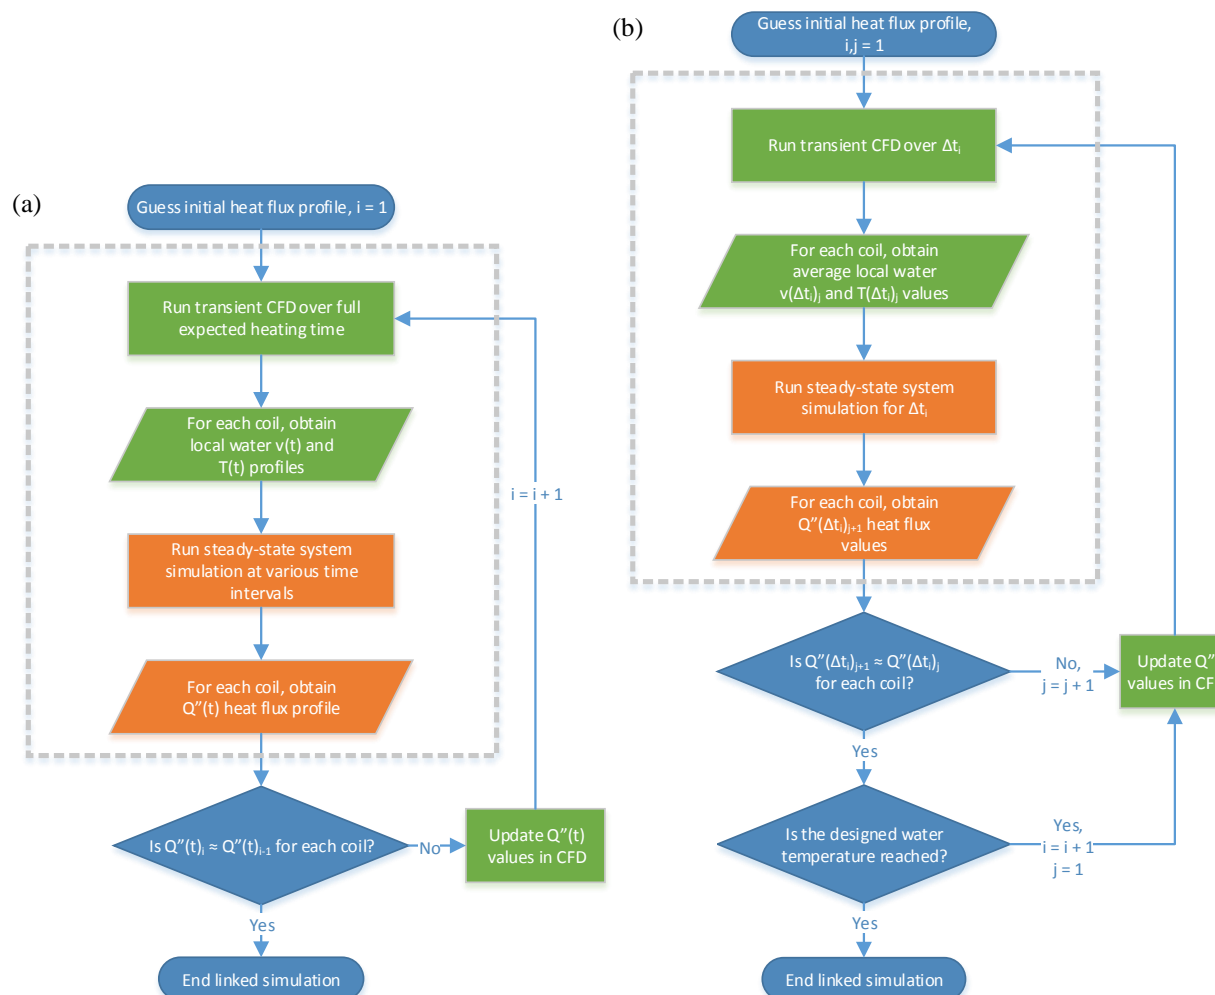 (a)
Guess initial heat flux profile, i = 1
Run transient CFD over full
expected heating time
For each coil, obtain
local water v(t) and
T(t) profiles
Run steady-state system
simulation at various time
intervals
For each coil, obtain
Q″(t) heat flux profile
i = i + 1
Is Q″(t)i ≈ Q″(t)i-1 for each coil?
No
Update Q″(t)
values in CFD
Yes
End linked simulation
(b)
Guess initial heat flux profile,
i,j = 1
Run transient CFD over Δti
For each coil, obtain
average local water
v(Δti)j and T(Δti)j values
Run steady-state system
simulation for Δti
For each coil, obtain
Q″(Δti)j+1 heat flux
values
Is Q″(Δti)j+1 ≈ Q″(Δti)j
for each coil?
No,
j = j + 1
Update Q″
values in CF
Yes
Is the designed water
temperature reached?
Yes,
i = i + 1
j = 1
Yes
End linked simulation